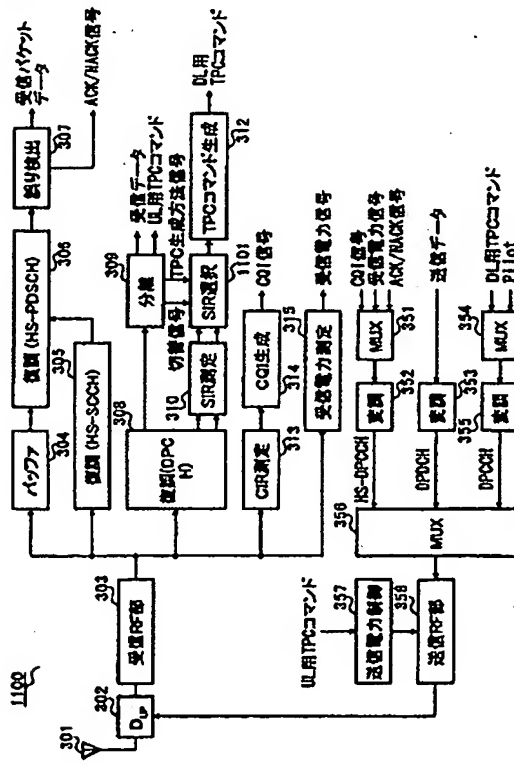 1100
301
302
DUP
303
受信RF部
304
バッファ
305
復調(HS-SCCH)
306
復調(HS-PDSCH)
307
誤り検出
受信パケット
データ
ACK/NACK信号
308
復調(DPC
H)
309
分離
受信データ
UL用TPCコマンド
TPC生成方法信号
切替信号
310
SIR測定
1101
SIR選択
312
TPCコマンド生成
DL用
TPCコマンド
313
CIR測定
314
CQI生成
CQI信号
315
受信電力測定
受信電力信号
CQI信号
受信電力信号
ACK/NACK信号
351
MUX
352
変調
HS-DPCCH
送信データ
353
変調
DPDCH
DL用TPCコマンド
Pilot
354
MUX
355
変調
DPCCH
356
MUX
UL用TPCコマンド
357
送信電力制御
358
送信RF部